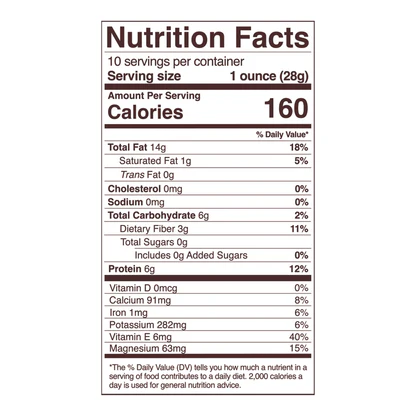 Nutrition Facts
10 servings per container
Serving size 1 ounce (28g)
Amount Per Serving
Calories 160
% Daily Value*
Total Fat 14g 18%
Saturated Fat 1g 5%
Trans Fat 0g
Cholesterol 0mg 0%
Sodium 0mg 0%
Total Carbohydrate 6g 2%
Dietary Fiber 3g 11%
Total Sugars 0g
Includes 0g Added Sugars 0%
Protein 6g 12%
Vitamin D 0mcg 0%
Calcium 91mg 8%
Iron 1mg 6%
Potassium 282mg 6%
Vitamin E 6mg 40%
Magnesium 63mg 15%
*The % Daily Value (DV) tells you how much a nutrient in a
serving of food contributes to a daily diet. 2,000 calories a
day is used for general nutrition advice.